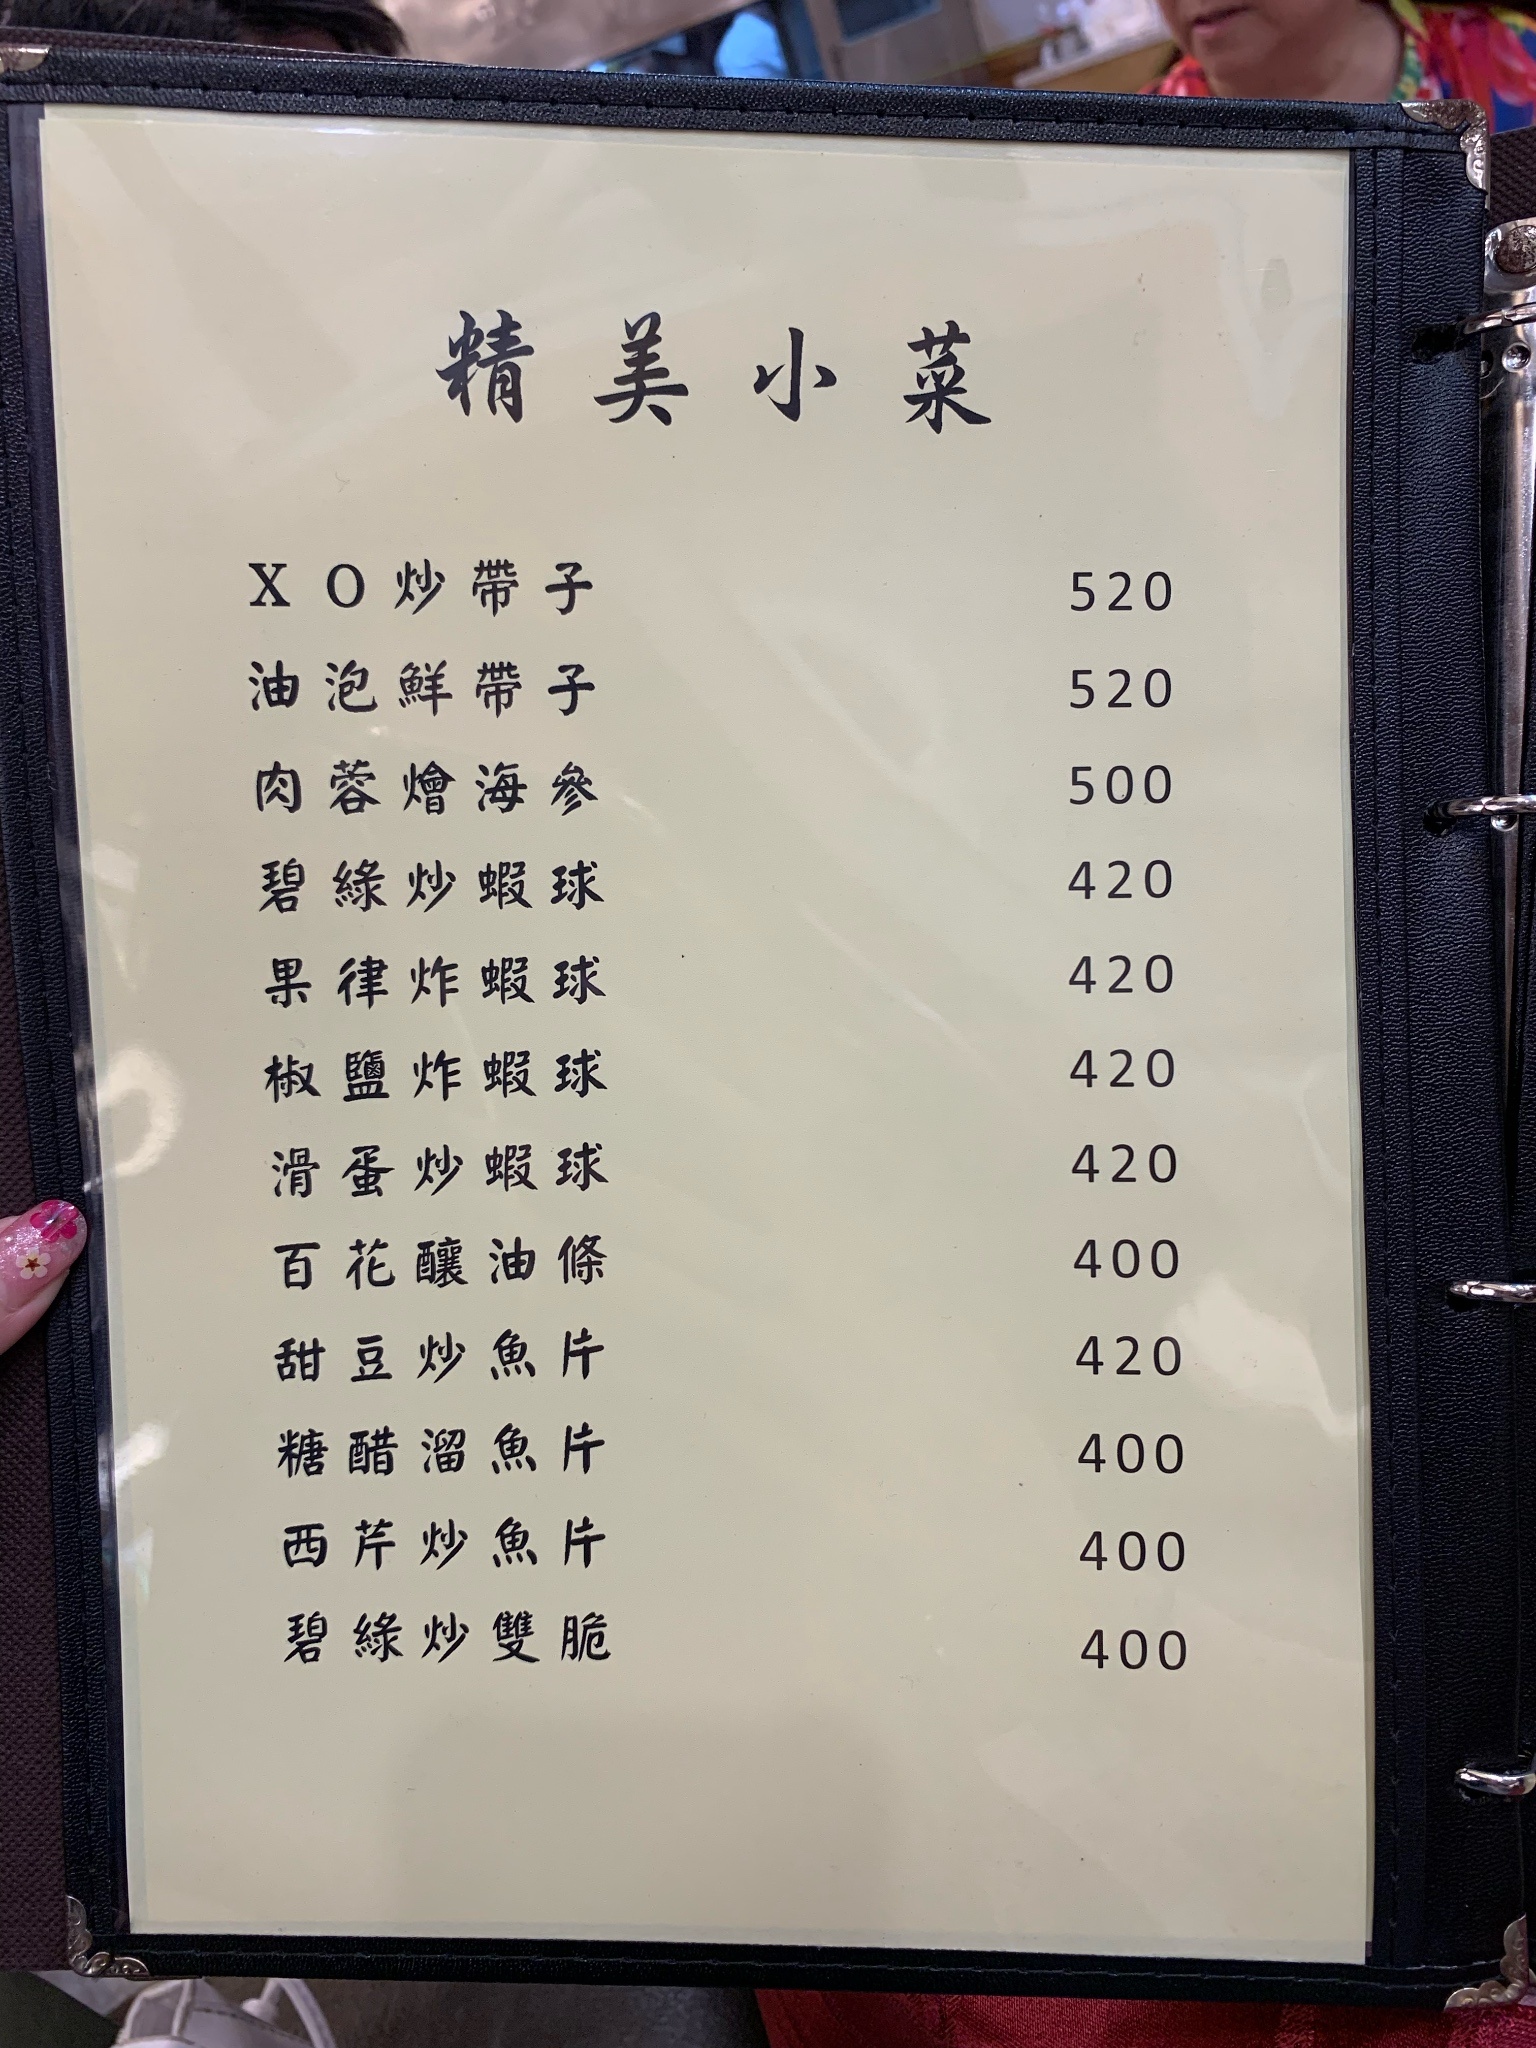 精美小菜
XO炒帶子 520
油泡鮮帶子 520
肉蓉燴海參 500
碧綠炒蝦球 420
果律炸蝦球 420
椒鹽炸蝦球 420
滑蛋炒蝦球 420
百花釀油條 400
甜豆炒魚片 420
糖醋溜魚片 400
西芹炒魚片 400
碧綠炒雙脆 400